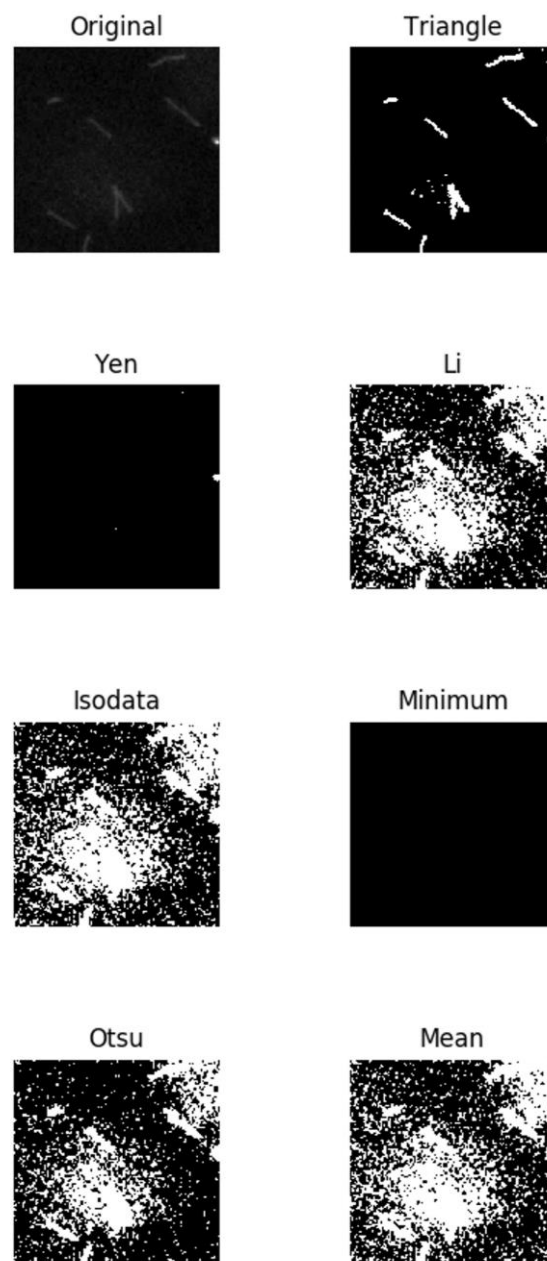 Original
Triangle
Yen
Li
Isodata
Minimum
Otsu
Mean